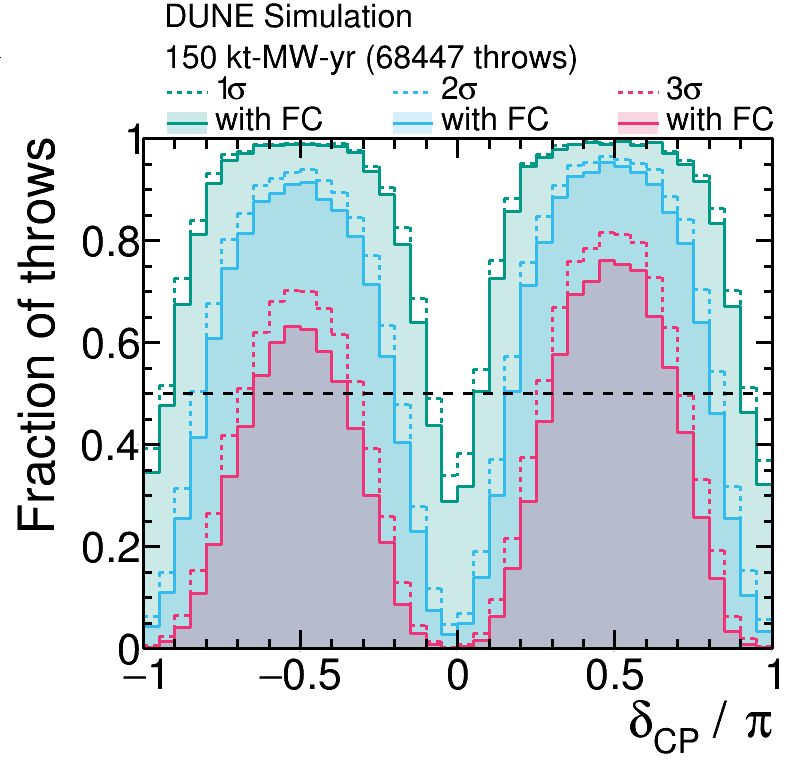 DUNE Simulation
150 kt-MW-yr (68447 throws)
1σ 2σ 3σ
with FC with FC with FC
Fraction of throws
1
0.8
0.6
0.4
0.2
0
−1 −0.5 0 0.5 1
δCP / π